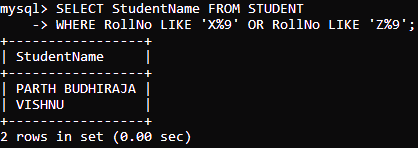 mysql> SELECT StudentName FROM STUDENT
    -> WHERE RollNo LIKE 'X%9' OR RollNo LIKE 'Z%9';
+-----------------+
| StudentName     |
+-----------------+
| PARTH BUDHIRAJA |
| VISHNU          |
+-----------------+
2 rows in set (0.00 sec)